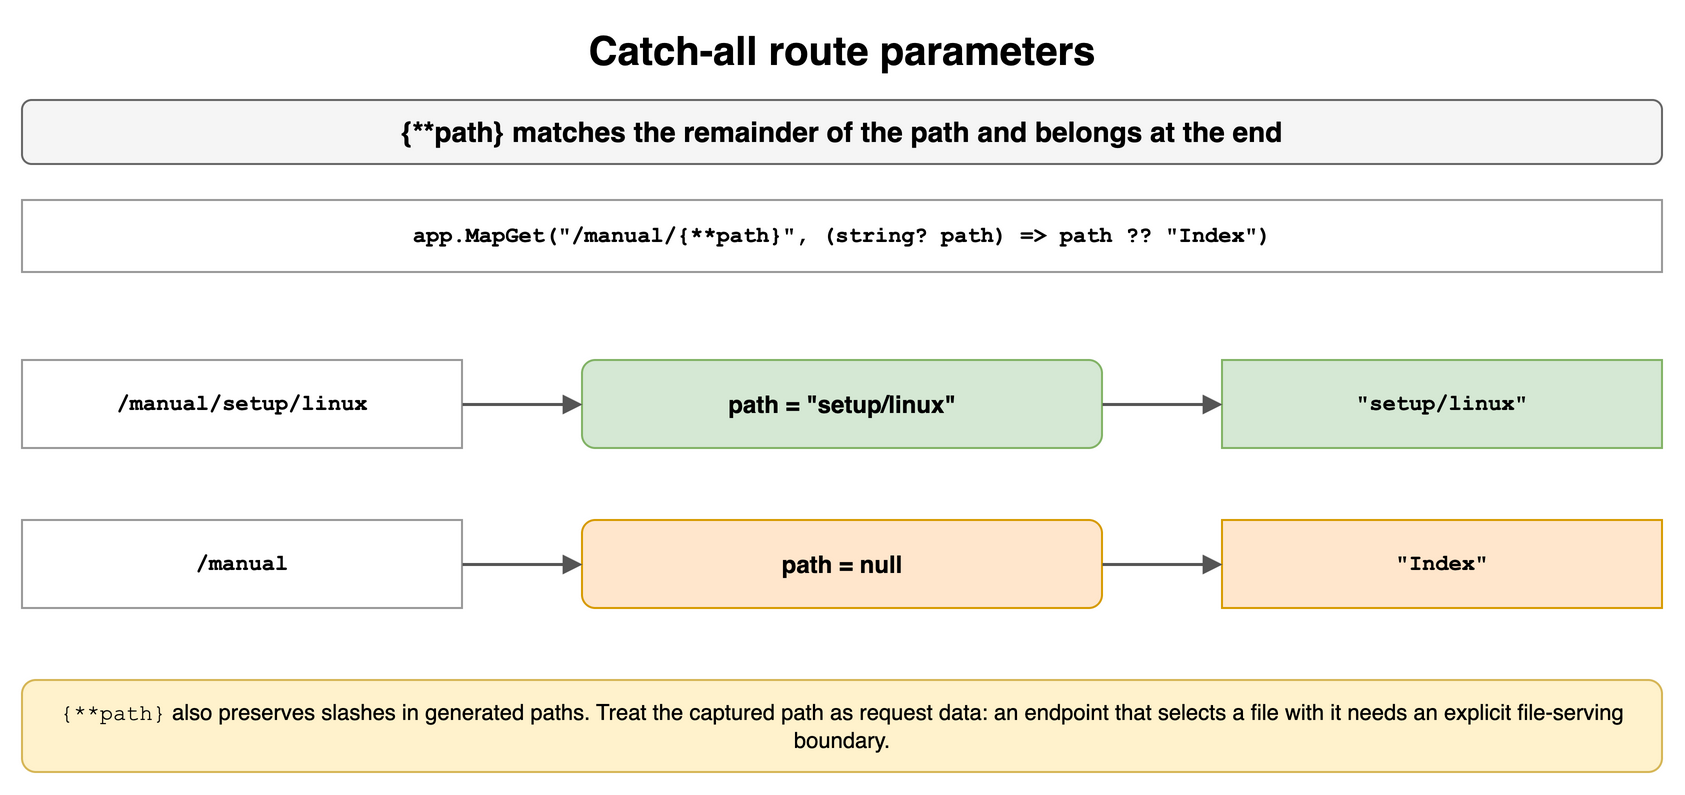 Catch-all route parameters
{**path} matches the remainder of the path and belongs at the end
app.MapGet("/manual/{**path}", (string? path) => path ?? "Index")
/manual/setup/linux
path = "setup/linux"
"setup/linux"
/manual
path = null
"Index"
{**path} also preserves slashes in generated paths. Treat the captured path as request data: an endpoint that selects a file with it needs an explicit file-serving
boundary.